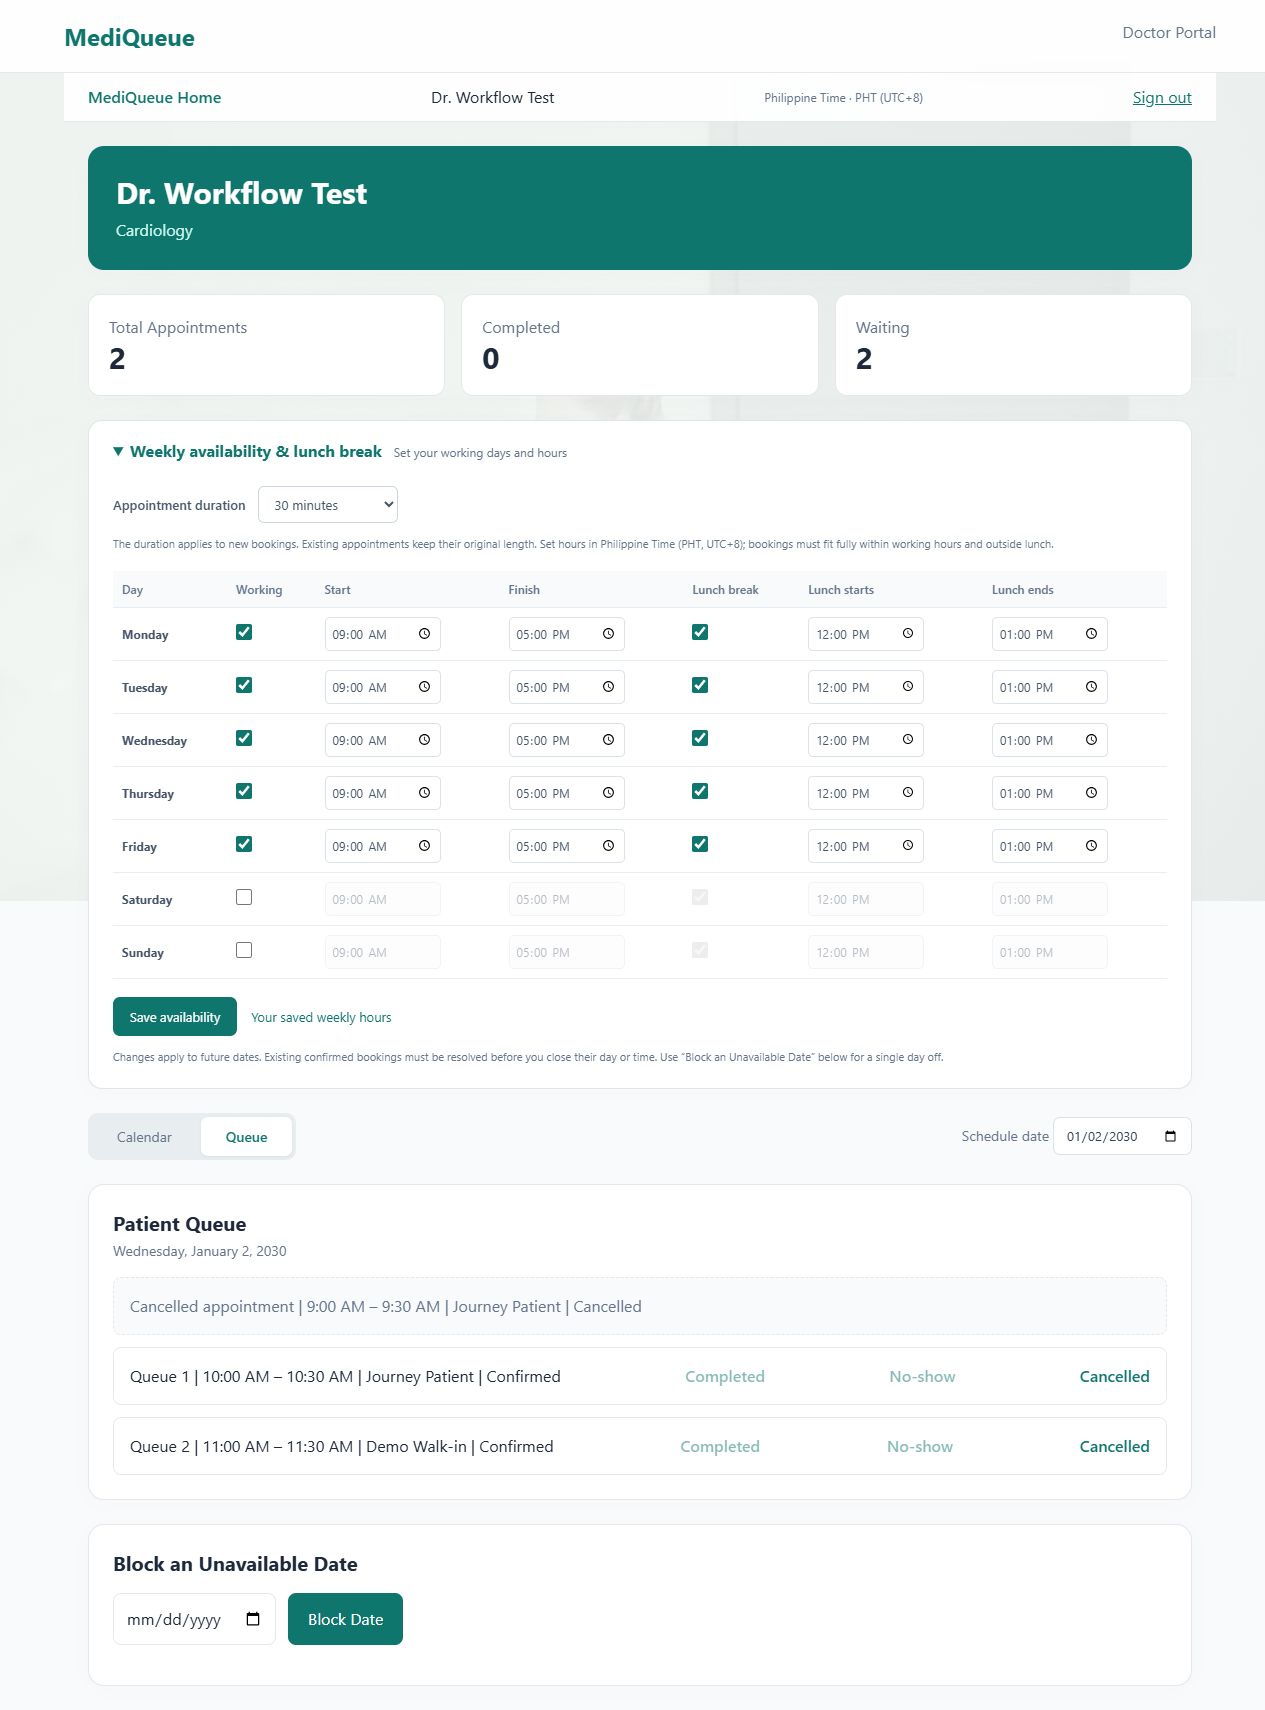 MediQueue
Doctor Portal
MediQueue Home Dr. Workflow Test Philippine Time · PHT (UTC+8) Sign out
Dr. Workflow Test
Cardiology
Total Appointments
2
Completed
0
Waiting
2
▼ Weekly availability & lunch break Set your working days and hours
Appointment duration 30 minutes
The duration applies to new bookings. Existing appointments keep their original length. Set hours in Philippine Time (PHT, UTC+8); bookings must fit fully within working hours and outside lunch.
Day Working Start Finish Lunch break Lunch starts Lunch ends
Monday 09:00 AM 05:00 PM 12:00 PM 01:00 PM
Tuesday 09:00 AM 05:00 PM 12:00 PM 01:00 PM
Wednesday 09:00 AM 05:00 PM 12:00 PM 01:00 PM
Thursday 09:00 AM 05:00 PM 12:00 PM 01:00 PM
Friday 09:00 AM 05:00 PM 12:00 PM 01:00 PM
Saturday 09:00 AM 05:00 PM 12:00 PM 01:00 PM
Sunday 09:00 AM 05:00 PM 12:00 PM 01:00 PM
Save availability Your saved weekly hours
Changes apply to future dates. Existing confirmed bookings must be resolved before you close their day or time. Use “Block an Unavailable Date” below for a single day off.
Calendar Queue Schedule date 01/02/2030
Patient Queue
Wednesday, January 2, 2030
Cancelled appointment | 9:00 AM – 9:30 AM | Journey Patient | Cancelled
Queue 1 | 10:00 AM – 10:30 AM | Journey Patient | Confirmed Completed No-show Cancelled
Queue 2 | 11:00 AM – 11:30 AM | Demo Walk-in | Confirmed Completed No-show Cancelled
Block an Unavailable Date
mm/dd/yyyy Block Date